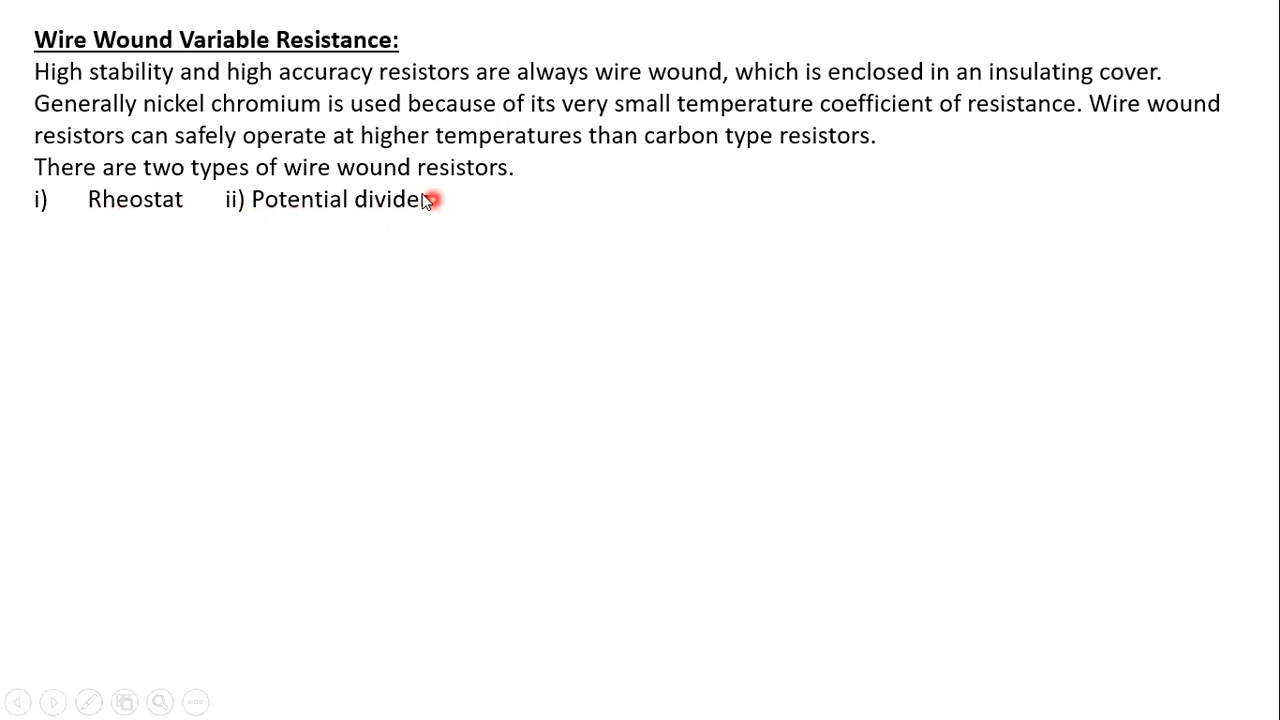 Wire Wound Variable Resistance:
High stability and high accuracy resistors are always wire wound, which is enclosed in an insulating cover.
Generally nickel chromium is used because of its very small temperature coefficient of resistance. Wire wound
resistors can safely operate at higher temperatures than carbon type resistors.
There are two types of wire wound resistors.
i) Rheostat ii) Potential divider